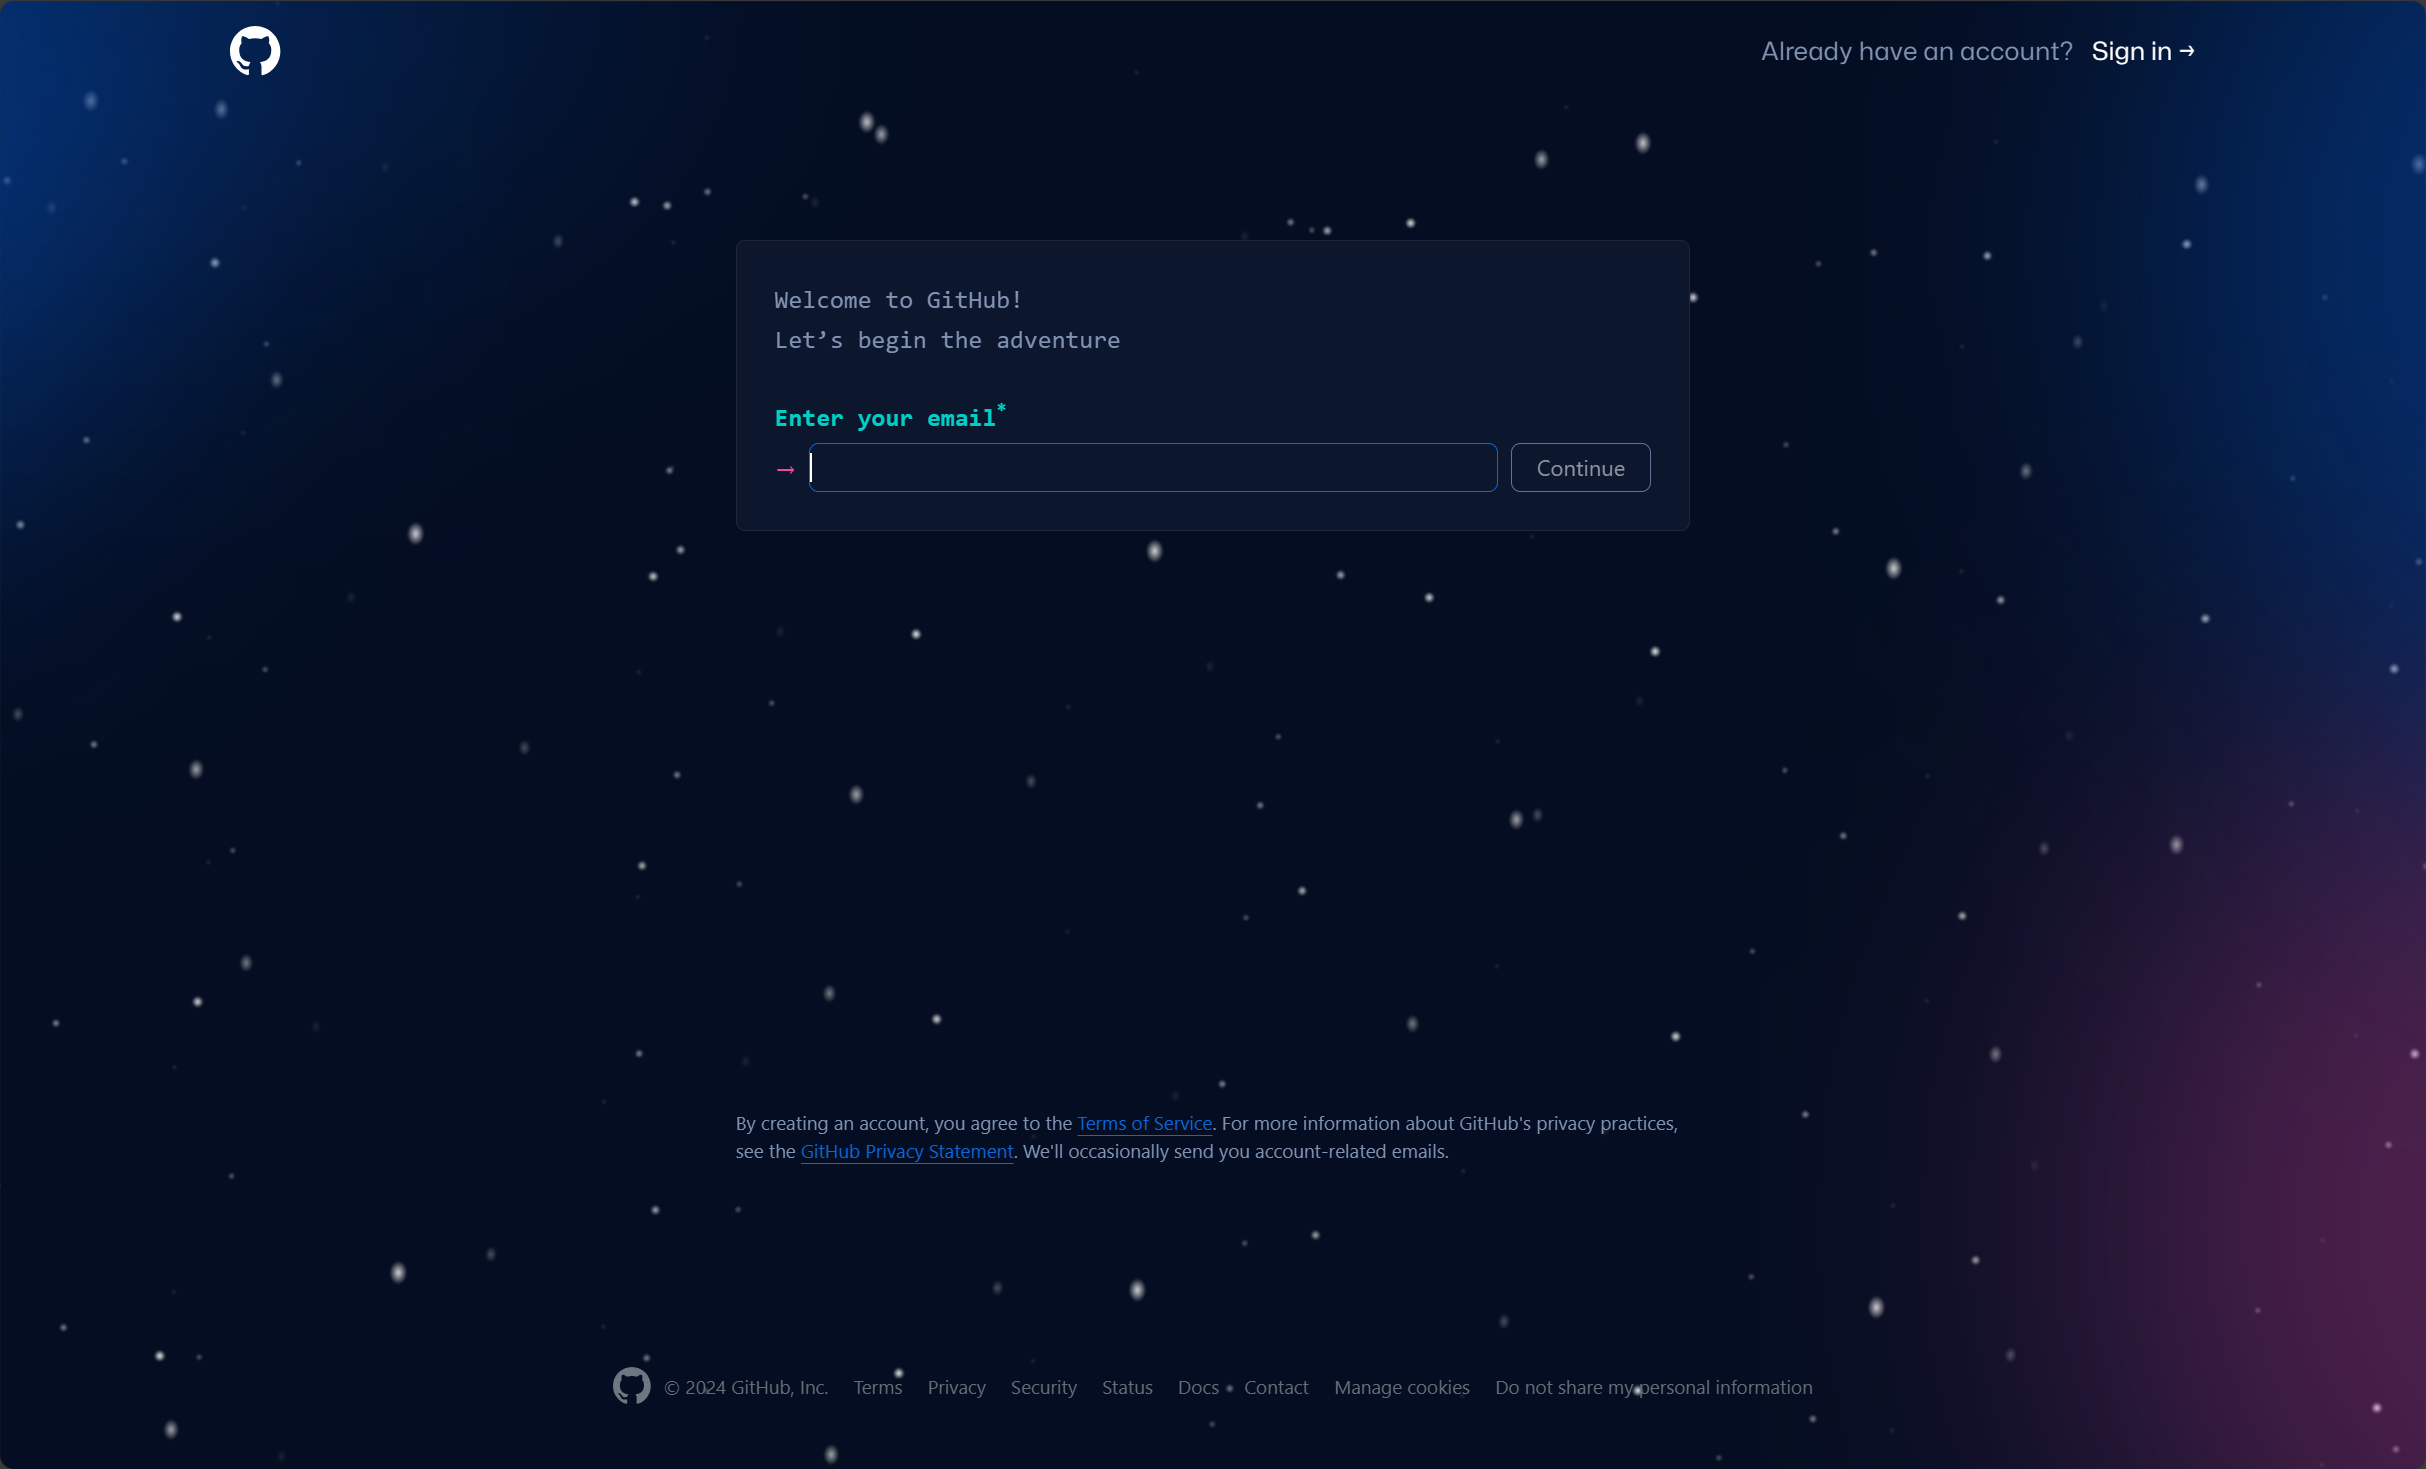 Already have an account? Sign in →
Welcome to GitHub!
Let’s begin the adventure
Enter your email*
→
Continue
By creating an account, you agree to the Terms of Service. For more information about GitHub's privacy practices,
see the GitHub Privacy Statement. We'll occasionally send you account-related emails.
© 2024 GitHub, Inc. Terms Privacy Security Status Docs Contact Manage cookies Do not share my personal information